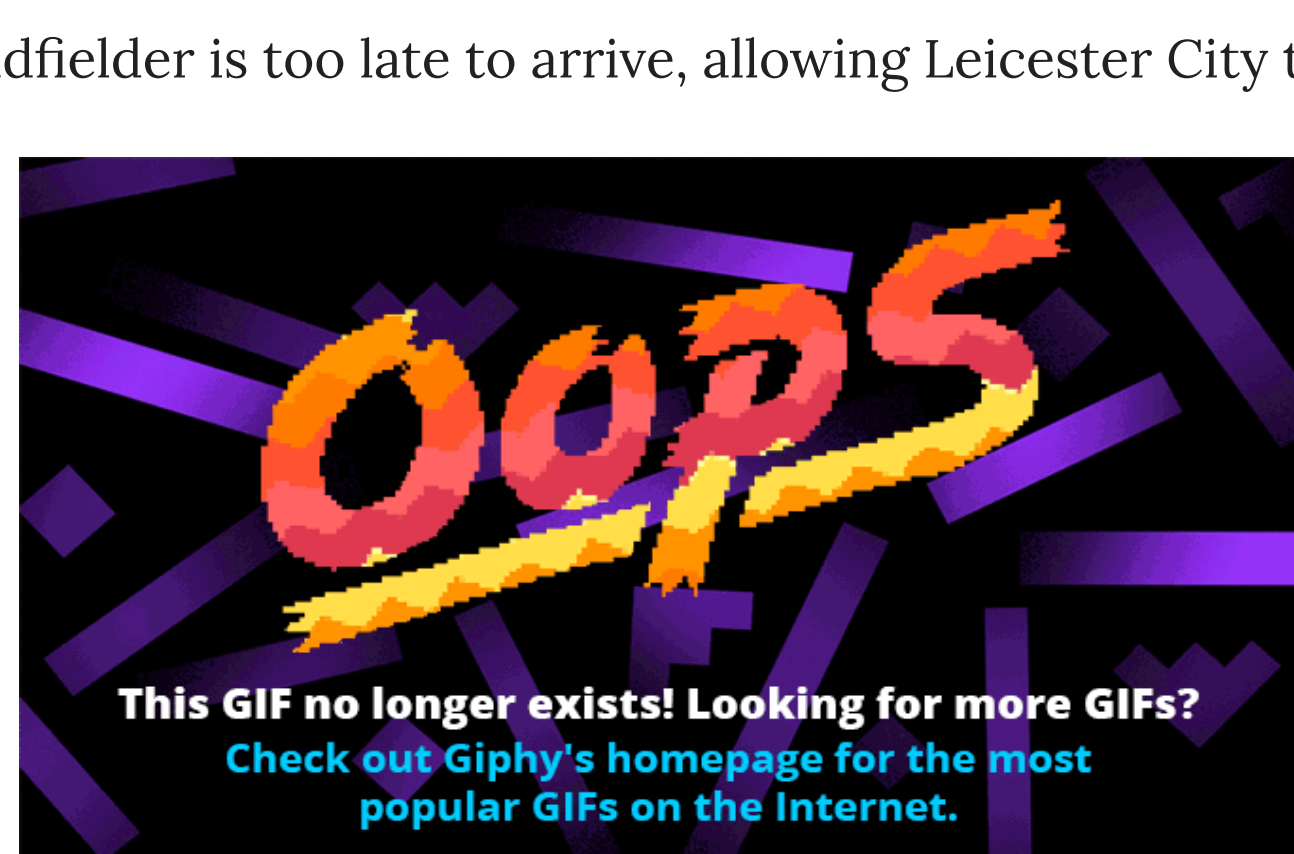 dfielder is too late to arrive, allowing Leicester City t
OOPS
This GIF no longer exists! Looking for more GIFs?
Check out Giphy's homepage for the most
popular GIFs on the Internet.